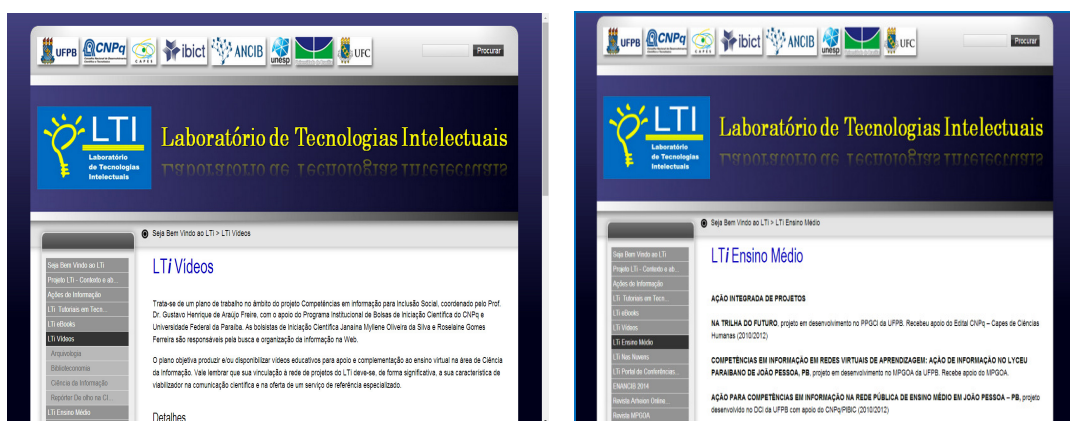 UFPB
CNPq
CAPES
ibict
ANCIB
unesp
UFC
Procurar
LTI
Laboratório
de Tecnologias
Intelectuais
Laboratório de Tecnologias Intelectuais
Seja Bem Vindo ao LTi > LTi Vídeos
Seja Bem Vindo ao LTi
Projeto LTi - Contexto e ab...
Ações de Informação
LTi Tutoriais em Tecn...
LTi eBooks
LTi Vídeos
Arquivologia
Biblioteconomia
Ciência da Informação
Repórter De olho na CI...
LTi Ensino Médio
LTi Vídeos
Trata-se de um plano de trabalho no âmbito do projeto Competências em informação para Inclusão Social, coordenado pelo Prof.
Dr. Gustavo Henrique de Araújo Freire, com o apoio do Programa Institucional de Bolsas de Iniciação Científica do CNPq e
Universidade Federal da Paraíba. As bolsistas de Iniciação Científica Janaina Myllene Oliveira da Silva e Roselaine Gomes
Ferreira são responsáveis pela busca e organização da informação na Web.
O plano objetiva produzir e/ou disponibilizar vídeos educativos para apoio e complementação ao ensino virtual na área de Ciência
da Informação. Vale lembrar que sua vinculação à rede de projetos do LTi deve-se, de forma significativa, a sua característica de
viabilizador na comunicação científica e na oferta de um serviço de referência especializado.
Detalhes
UFPB
CNPq
CAPES
ibict
ANCIB
unesp
UFC
Procurar
LTI
Laboratório
de Tecnologias
Intelectuais
Laboratório de Tecnologias Intelectuais
Seja Bem Vindo ao LTi > LTi Ensino Médio
Seja Bem Vindo ao LTi
Projeto LTi - Contexto e ab...
Ações de Informação
LTi Tutoriais em Tecn...
LTi eBooks
LTi Vídeos
LTi Ensino Médio
LTi Nas Nuvens
LTi Portal de Conferências...
ENANCIB 2014
Revista Arheion Online...
Revista MPGOA
LTi Ensino Médio
AÇÃO INTEGRADA DE PROJETOS
NA TRILHA DO FUTURO, projeto em desenvolvimento no PPGCI da UFPB. Recebeu apoio do Edital CNPq – Capes de Ciências
Humanas (2010/2012)
COMPETÊNCIAS EM INFORMAÇÃO EM REDES VIRTUAIS DE APRENDIZAGEM: AÇÃO DE INFORMAÇÃO NO LYCEU
PARAIBANO DE JOÃO PESSOA, PB, projeto em desenvolvimento no MPGOA da UFPB. Recebe apoio do MPGOA.
AÇÃO PARA COMPETÊNCIAS EM INFORMAÇÃO NA REDE PÚBLICA DE ENSINO MÉDIO EM JOÃO PESSOA – PB, projeto
desenvolvido no DCI da UFPB com apoio do CNPq/PIBIC (2010/2012)